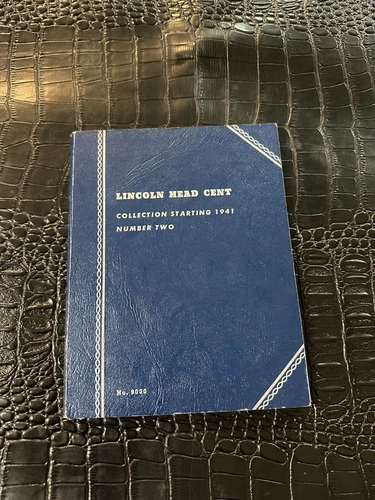 LINCOLN HEAD CENT
COLLECTION STARTING 1941
NUMBER TWO
No. 9030